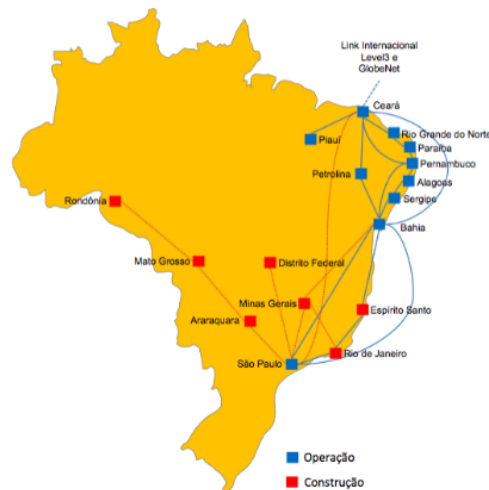 Link Internacional
Level3 e
GlobeNet
Ceará
Rio Grande do Norte
Piauí
Paraíba
Pernambuco
Petrolina
Alagoas
Sergipe
Rondônia
Bahia
Mato Grosso
Distrito Federal
Minas Gerais
Espírito Santo
Araraquara
Rio de Janeiro
São Paulo
Operação
Construção